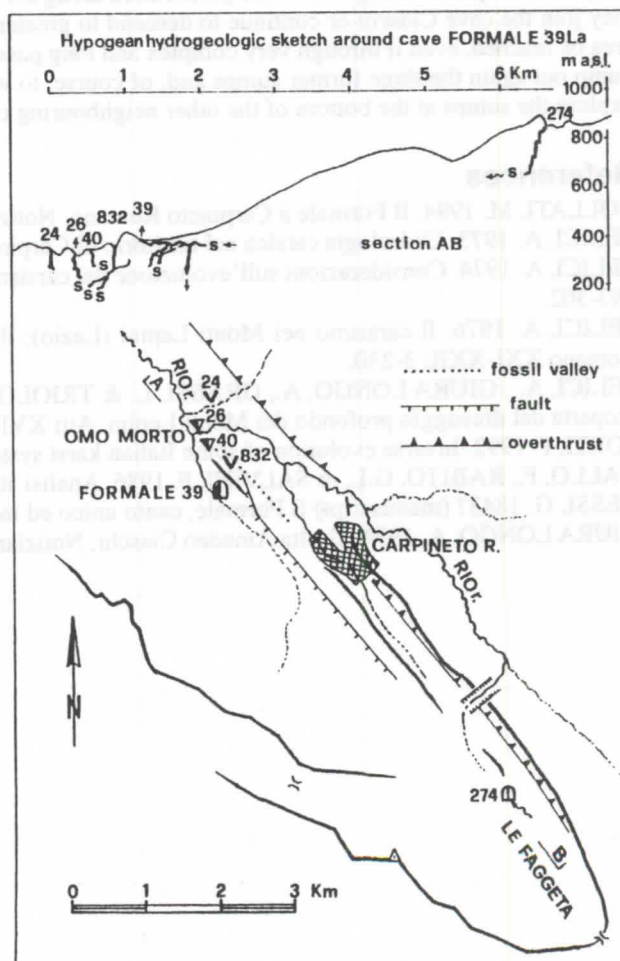 Hypogeanhydrogeologic sketch around cave FORMALE 39La
0 1 2 3 4 5 6 Km
m a.s.l.
1000
274
800
600
400
200
24 26 40 832 39
S S S S S S
section AB
fossil valley
fault
overthrust
RIO r.
A
24
26
OMO MORTO
40
832
FORMALE 39
CARPINETO R.
RIO r.
N
274
B
LE FAGGETA
0 1 2 3 Km